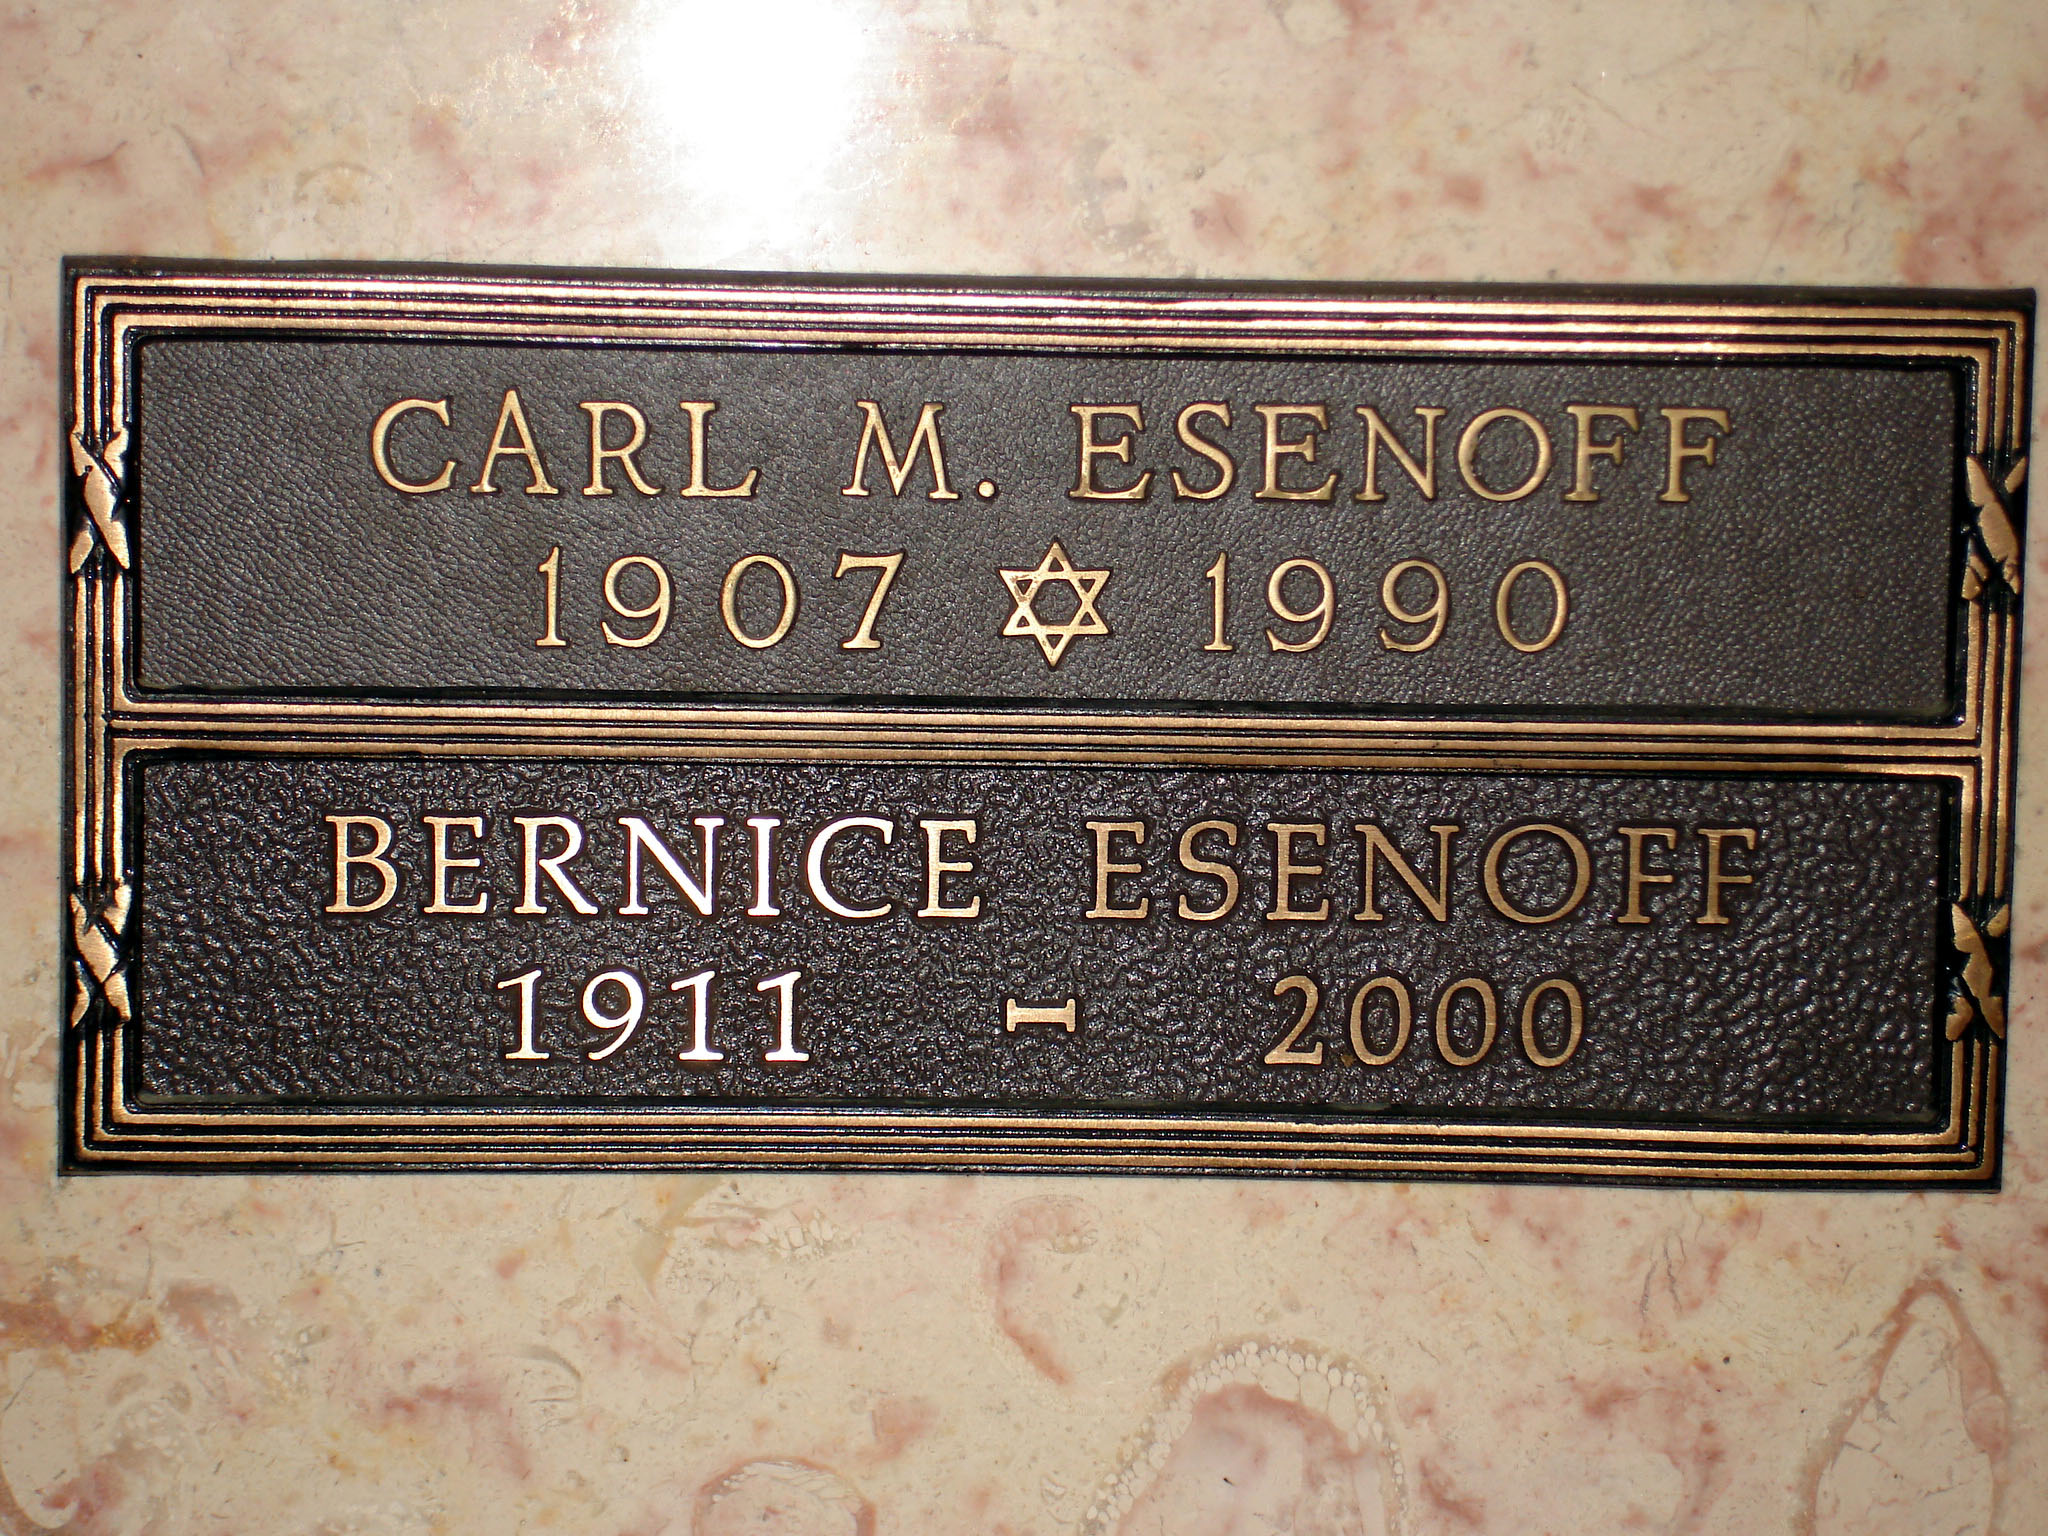 CARL M. ESENOFF
1907 ✡ 1990
BERNICE ESENOFF
1911 - 2000